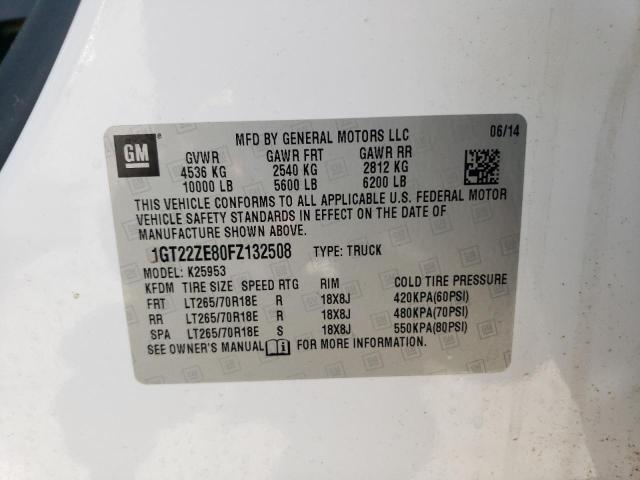 GM
MFD BY GENERAL MOTORS LLC 06/14
GVWR GAWR FRT GAWR RR
4536 KG 2540 KG 2812 KG
10000 LB 5600 LB 6200 LB
THIS VEHICLE CONFORMS TO ALL APPLICABLE U.S. FEDERAL MOTOR
VEHICLE SAFETY STANDARDS IN EFFECT ON THE DATE OF
MANUFACTURE SHOWN ABOVE.
1GT22ZE80FZ132508 TYPE: TRUCK
MODEL: K25953
KFDM TIRE SIZE SPEED RTG RIM COLD TIRE PRESSURE
FRT LT265/70R18E R 18X8J 420KPA(60PSI)
RR LT265/70R18E R 18X8J 480KPA(70PSI)
SPA LT265/70R18E S 18X8J 550KPA(80PSI)
SEE OWNER'S MANUAL i FOR MORE INFORMATION.